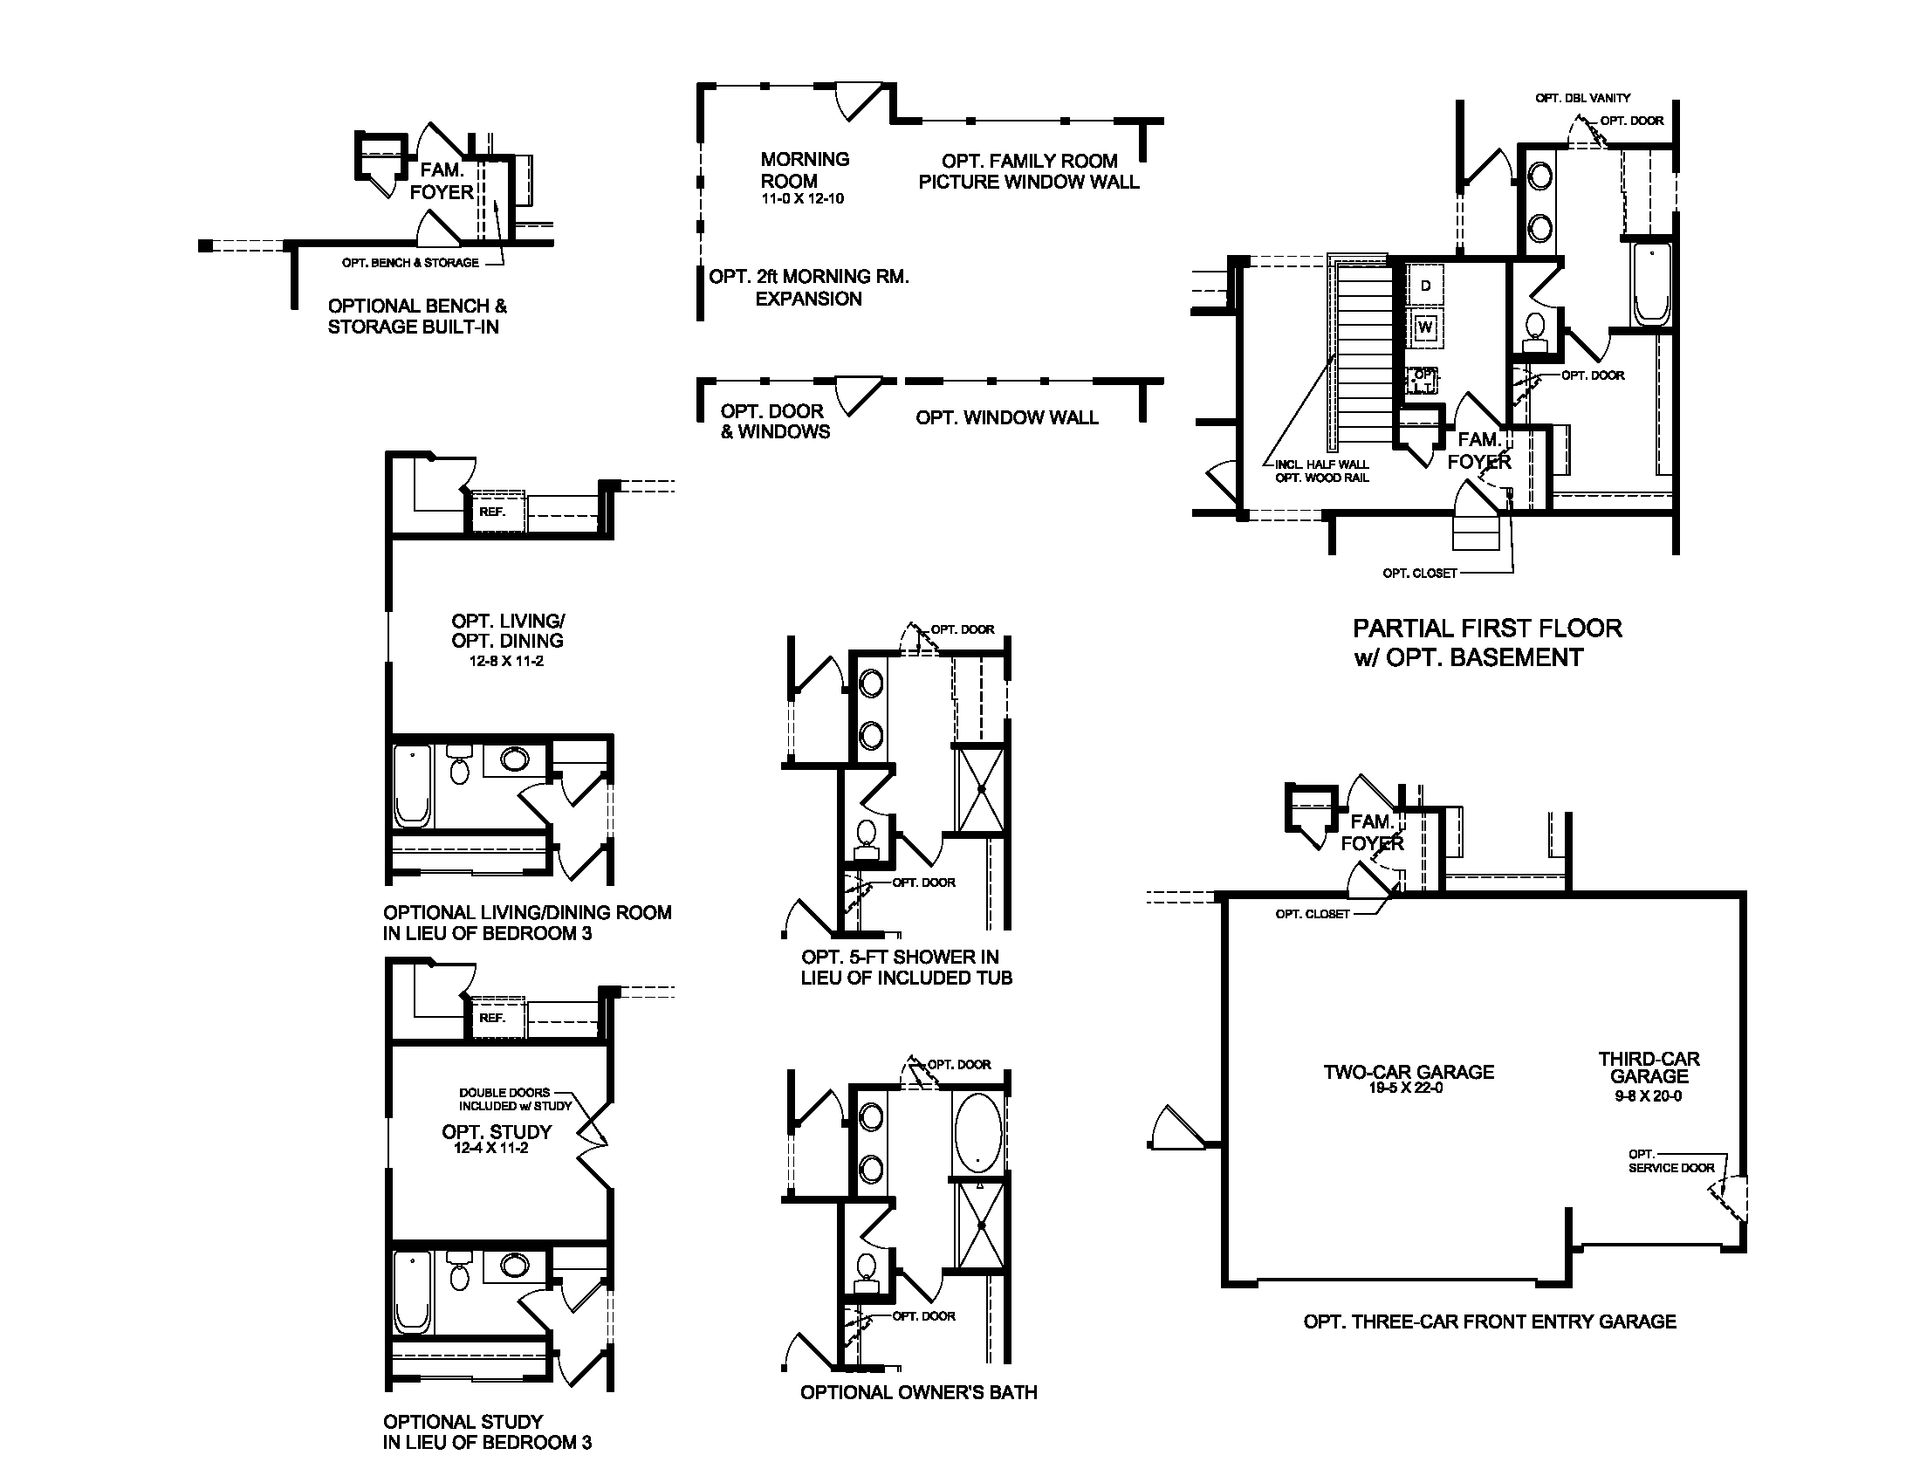 FAM.
FOYER
OPT. BENCH & STORAGE
OPTIONAL BENCH &
STORAGE BUILT-IN
MORNING
ROOM
11-0 X 12-10
OPT. FAMILY ROOM
PICTURE WINDOW WALL
OPT. 2ft MORNING RM.
EXPANSION
OPT. DOOR
& WINDOWS
OPT. WINDOW WALL
OPT. DBL VANITY
OPT. DOOR
D
W
OPT.
L.T.
OPT. DOOR
FAM.
FOYER
INCL. HALF WALL
OPT. WOOD RAIL
OPT. CLOSET
PARTIAL FIRST FLOOR
w/ OPT. BASEMENT
REF.
OPT. LIVING/
OPT. DINING
12-8 X 11-2
OPTIONAL LIVING/DINING ROOM
IN LIEU OF BEDROOM 3
OPT. DOOR
OPT. DOOR
OPT. 5-FT SHOWER IN
LIEU OF INCLUDED TUB
FAM.
FOYER
OPT. CLOSET
TWO-CAR GARAGE
19-5 X 22-0
THIRD-CAR
GARAGE
9-8 X 20-0
OPT.
SERVICE DOOR
OPT. THREE-CAR FRONT ENTRY GARAGE
REF.
DOUBLE DOORS
INCLUDED w/ STUDY
OPT. STUDY
12-4 X 11-2
OPTIONAL STUDY
IN LIEU OF BEDROOM 3
OPT. DOOR
OPT. DOOR
OPTIONAL OWNER'S BATH